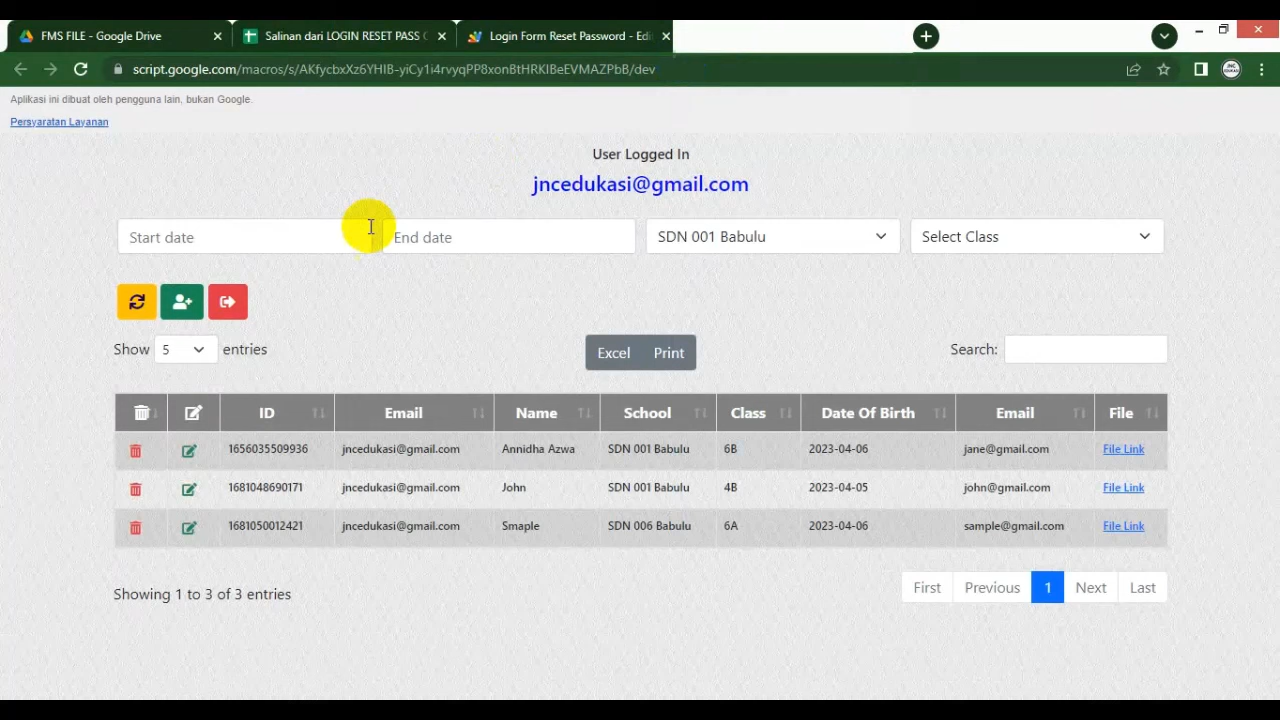 FMS FILE - Google Drive
Salinan dari LOGIN RESET PASS
Login Form Reset Password - Edi
script.google.com/macros/s/AKfycbxXz6YHIB-yiCy1i4rvyqPP8xonBtHRKIBeEVMAZPbB/dev
Aplikasi ini dibuat oleh pengguna lain, bukan Google.
Persyaratan Layanan
User Logged In
jncedukasi@gmail.com
Start date End date SDN 001 Babulu Select Class
Show 5 entries Excel Print Search:
ID Email Name School Class Date Of Birth Email File
1656035509936 jncedukasi@gmail.com Annidha Azwa SDN 001 Babulu 6B 2023-04-06 jane@gmail.com File Link
1681048690171 jncedukasi@gmail.com John SDN 001 Babulu 4B 2023-04-05 john@gmail.com File Link
1681050012421 jncedukasi@gmail.com Smaple SDN 006 Babulu 6A 2023-04-06 sample@gmail.com File Link
Showing 1 to 3 of 3 entries First Previous 1 Next Last